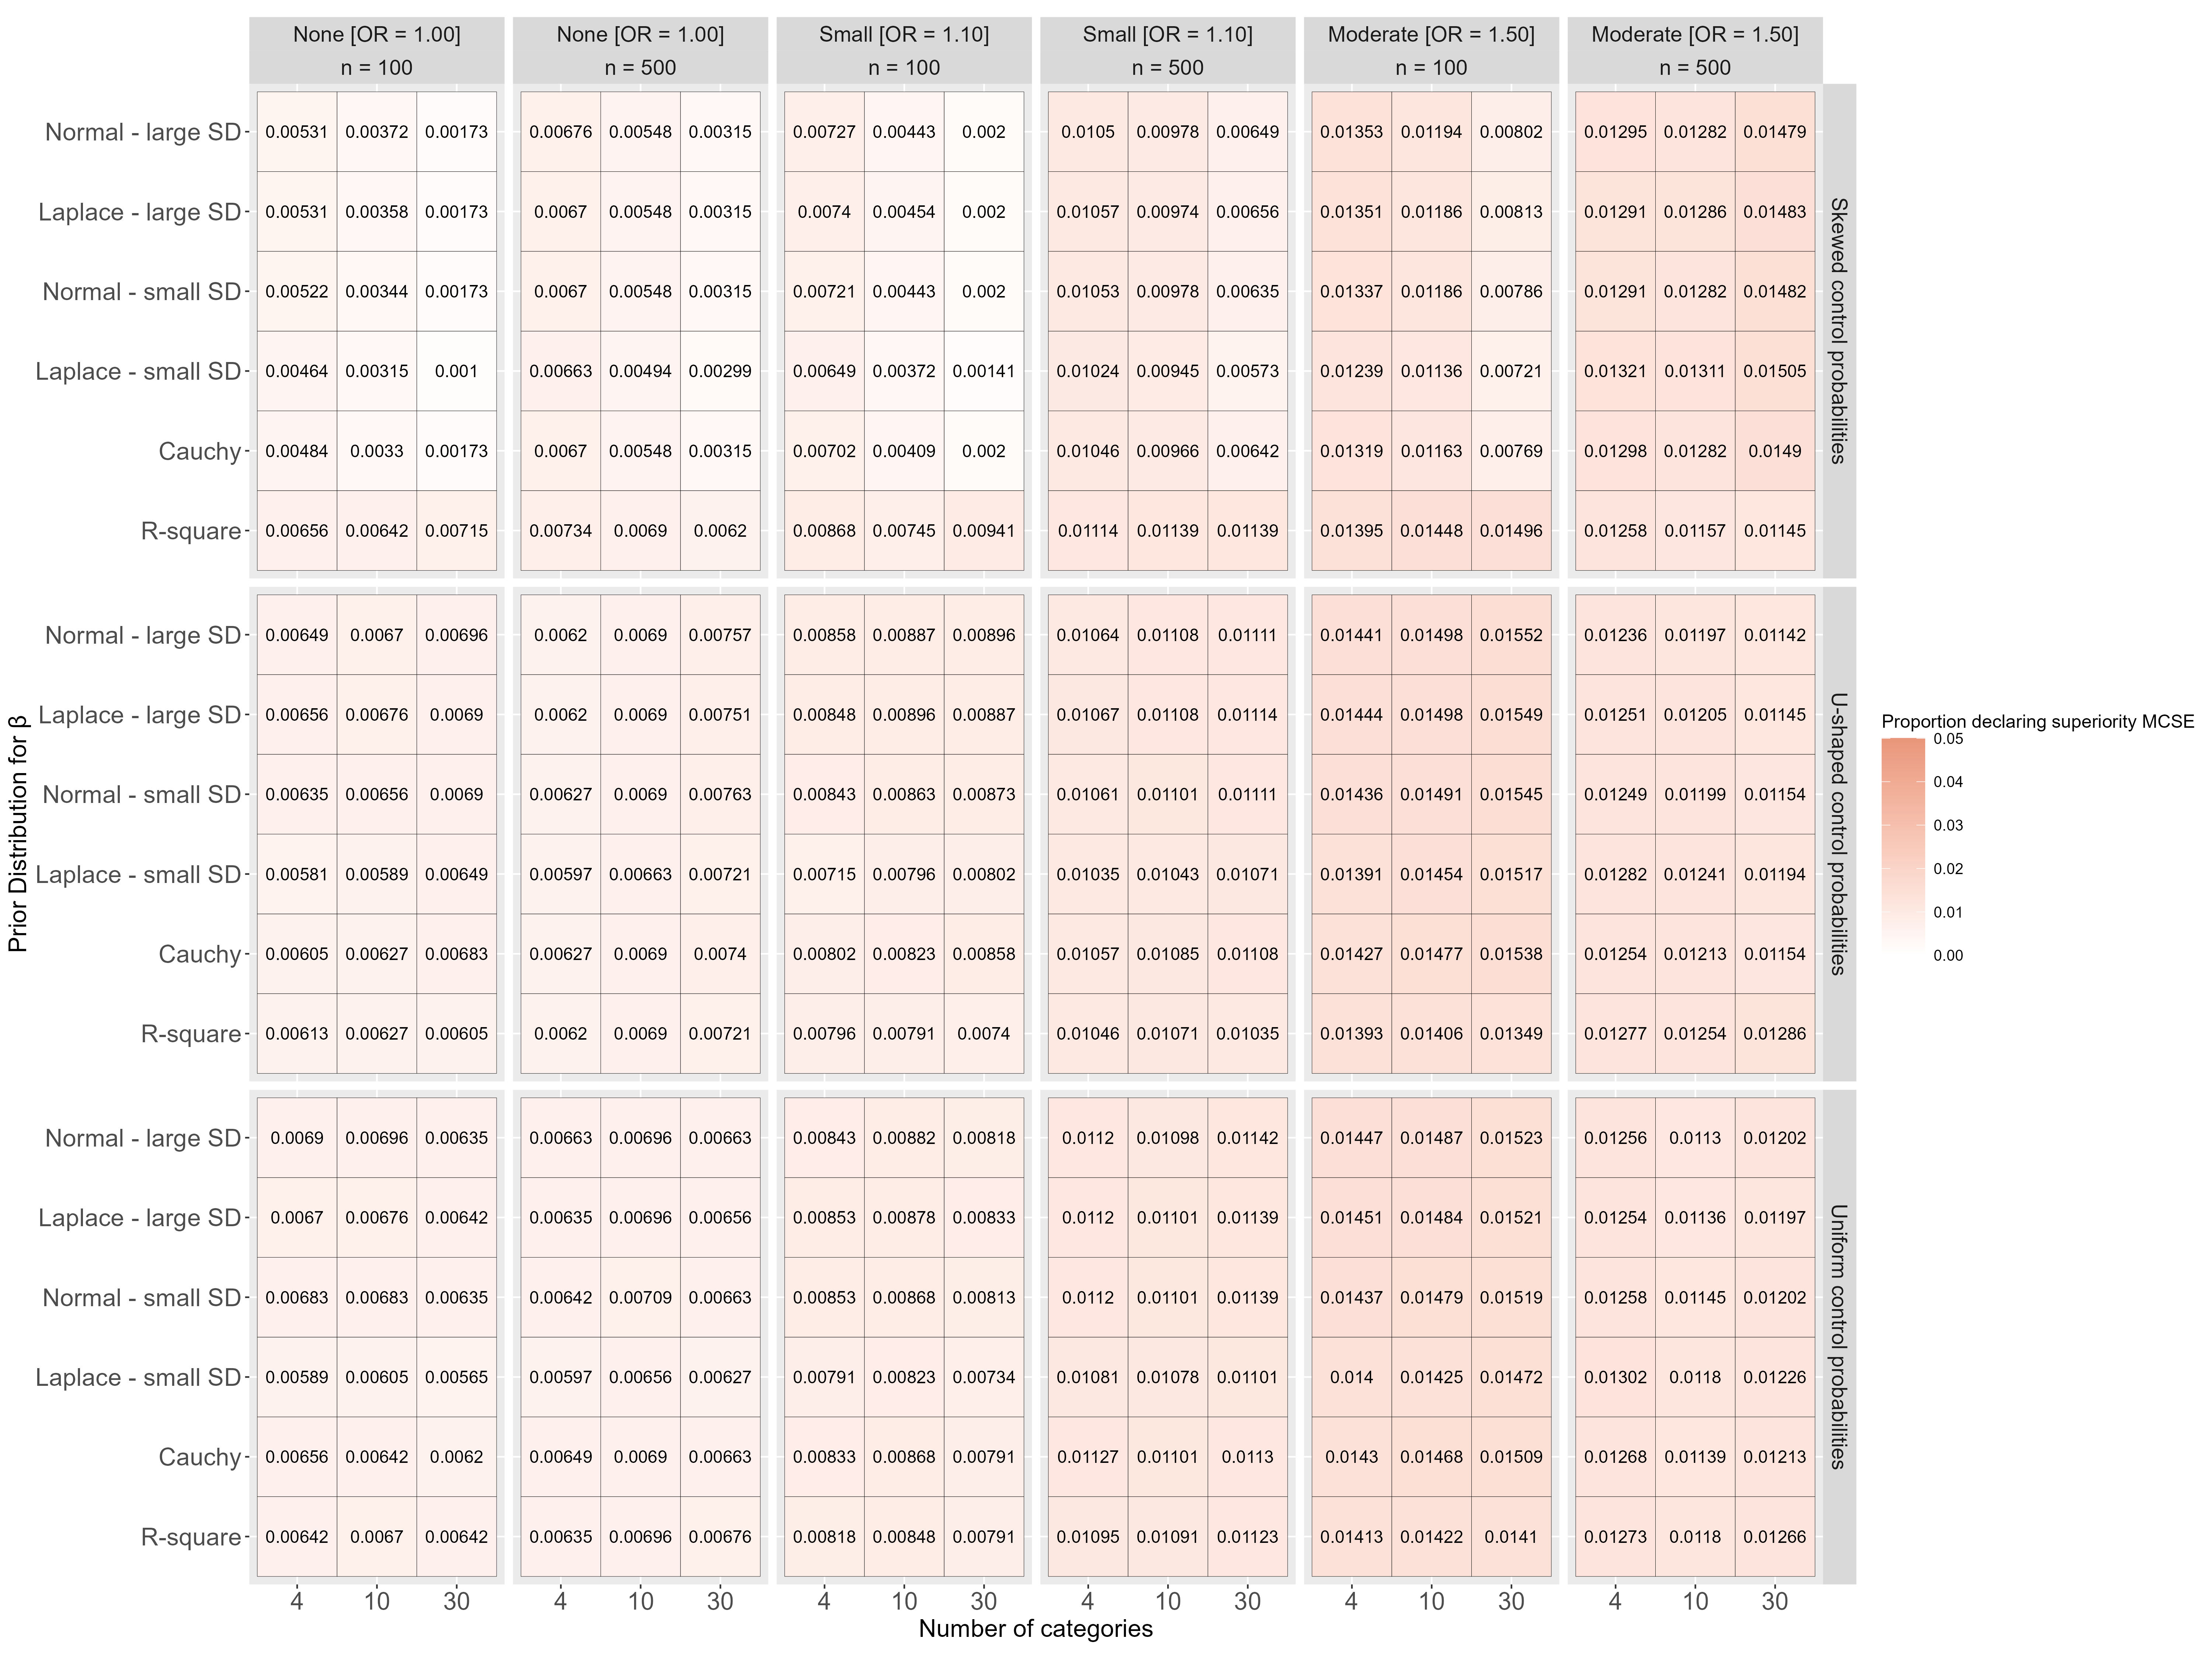 None [OR = 1.00] None [OR = 1.00] Small [OR = 1.10] Small [OR = 1.10] Moderate [OR = 1.50] Moderate [OR = 1.50]
n = 100 n = 500 n = 100 n = 500 n = 100 n = 500
Normal - large SD 0.00531 0.00372 0.00173 0.00676 0.00548 0.00315 0.00727 0.00443 0.002 0.0105 0.00978 0.00649 0.01353 0.01194 0.00802 0.01295 0.01282 0.01479
Laplace - large SD 0.00531 0.00358 0.00173 0.0067 0.00548 0.00315 0.0074 0.00454 0.002 0.01057 0.00974 0.00656 0.01351 0.01186 0.00813 0.01291 0.01286 0.01483
Normal - small SD 0.00522 0.00344 0.00173 0.0067 0.00548 0.00315 0.00721 0.00443 0.002 0.01053 0.00978 0.00635 0.01337 0.01186 0.00786 0.01291 0.01282 0.01482
Laplace - small SD 0.00464 0.00315 0.001 0.00663 0.00494 0.00299 0.00649 0.00372 0.00141 0.01024 0.00945 0.00573 0.01239 0.01136 0.00721 0.01321 0.01311 0.01505
Cauchy 0.00484 0.0033 0.00173 0.0067 0.00548 0.00315 0.00702 0.00409 0.002 0.01046 0.00966 0.00642 0.01319 0.01163 0.00769 0.01298 0.01282 0.0149
R-square 0.00656 0.00642 0.00715 0.00734 0.0069 0.0062 0.00868 0.00745 0.00941 0.01114 0.01139 0.01139 0.01395 0.01448 0.01496 0.01258 0.01157 0.01145
Skewed control probabilities
Normal - large SD 0.00649 0.0067 0.00696 0.0062 0.0069 0.00757 0.00858 0.00887 0.00896 0.01064 0.01108 0.01111 0.01441 0.01498 0.01552 0.01236 0.01197 0.01142
Laplace - large SD 0.00656 0.00676 0.0069 0.0062 0.0069 0.00751 0.00848 0.00896 0.00887 0.01067 0.01108 0.01114 0.01444 0.01498 0.01549 0.01251 0.01205 0.01145
Normal - small SD 0.00635 0.00656 0.0069 0.00627 0.0069 0.00763 0.00843 0.00863 0.00873 0.01061 0.01101 0.01111 0.01436 0.01491 0.01545 0.01249 0.01199 0.01154
Laplace - small SD 0.00581 0.00589 0.00649 0.00597 0.00663 0.00721 0.00715 0.00796 0.00802 0.01035 0.01043 0.01071 0.01391 0.01454 0.01517 0.01282 0.01241 0.01194
Cauchy 0.00605 0.00627 0.00683 0.00627 0.0069 0.0074 0.00802 0.00823 0.00858 0.01057 0.01085 0.01108 0.01427 0.01477 0.01538 0.01254 0.01213 0.01154
R-square 0.00613 0.00627 0.00605 0.0062 0.0069 0.00721 0.00796 0.00791 0.0074 0.01046 0.01071 0.01035 0.01393 0.01406 0.01349 0.01277 0.01254 0.01286
U-shaped control probabilities
Normal - large SD 0.0069 0.00696 0.00635 0.00663 0.00696 0.00663 0.00843 0.00882 0.00818 0.0112 0.01098 0.01142 0.01447 0.01487 0.01523 0.01256 0.0113 0.01202
Laplace - large SD 0.0067 0.00676 0.00642 0.00635 0.00696 0.00656 0.00853 0.00878 0.00833 0.0112 0.01101 0.01139 0.01451 0.01484 0.01521 0.01254 0.01136 0.01197
Normal - small SD 0.00683 0.00683 0.00635 0.00642 0.00709 0.00663 0.00853 0.00868 0.00813 0.0112 0.01101 0.01139 0.01437 0.01479 0.01519 0.01258 0.01145 0.01202
Laplace - small SD 0.00589 0.00605 0.00565 0.00597 0.00656 0.00627 0.00791 0.00823 0.00734 0.01081 0.01078 0.01101 0.014 0.01425 0.01472 0.01302 0.0118 0.01226
Cauchy 0.00656 0.00642 0.0062 0.00649 0.0069 0.00663 0.00833 0.00868 0.00791 0.01127 0.01101 0.0113 0.0143 0.01468 0.01509 0.01268 0.01139 0.01213
R-square 0.00642 0.0067 0.00642 0.00635 0.00696 0.00676 0.00818 0.00848 0.00791 0.01095 0.01091 0.01123 0.01413 0.01422 0.0141 0.01273 0.0118 0.01266
Uniform control probabilities
4 10 30 4 10 30 4 10 30 4 10 30 4 10 30 4 10 30
Number of categories
Prior Distribution for β
Proportion declaring superiority MCSE
0.05
0.04
0.03
0.02
0.01
0.00